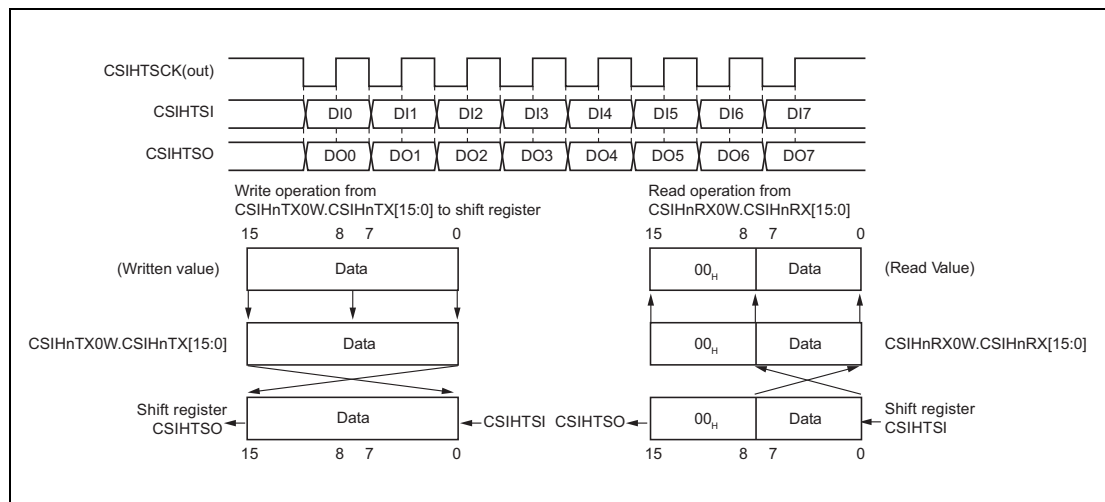 CSIHTSCK(out)
CSIHTSI DI0 DI1 DI2 DI3 DI4 DI5 DI6 DI7
CSIHTSO DO0 DO1 DO2 DO3 DO4 DO5 DO6 DO7
Write operation from
CSIHnTX0W.CSIHnTX[15:0] to shift register
Read operation from
CSIHnRX0W.CSIHnRX[15:0]
15 8 7 0
15 8 7 0
(Written value) Data
00H Data (Read Value)
CSIHnTX0W.CSIHnTX[15:0] Data
00H Data CSIHnRX0W.CSIHnRX[15:0]
Shift register
CSIHTSO Data CSIHTSI
CSIHTSO 00H Data Shift register
CSIHTSI
15 8 7 0
15 8 7 0